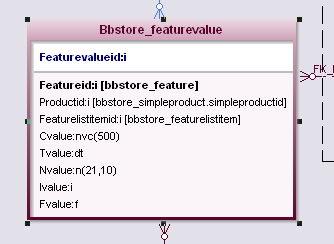 Bbstore_featurevalue
Featurevalueid:i
Featureid:i [bbstore_feature]
Productid:i [bbstore_simpleproduct.simpleproductid]
Featurelistitemid:i [bbstore_featurelistitem]
Cvalue:nvc(500)
Tvalue:dt
Nvalue:n(21,10)
Ivalue:i
Fvalue:f